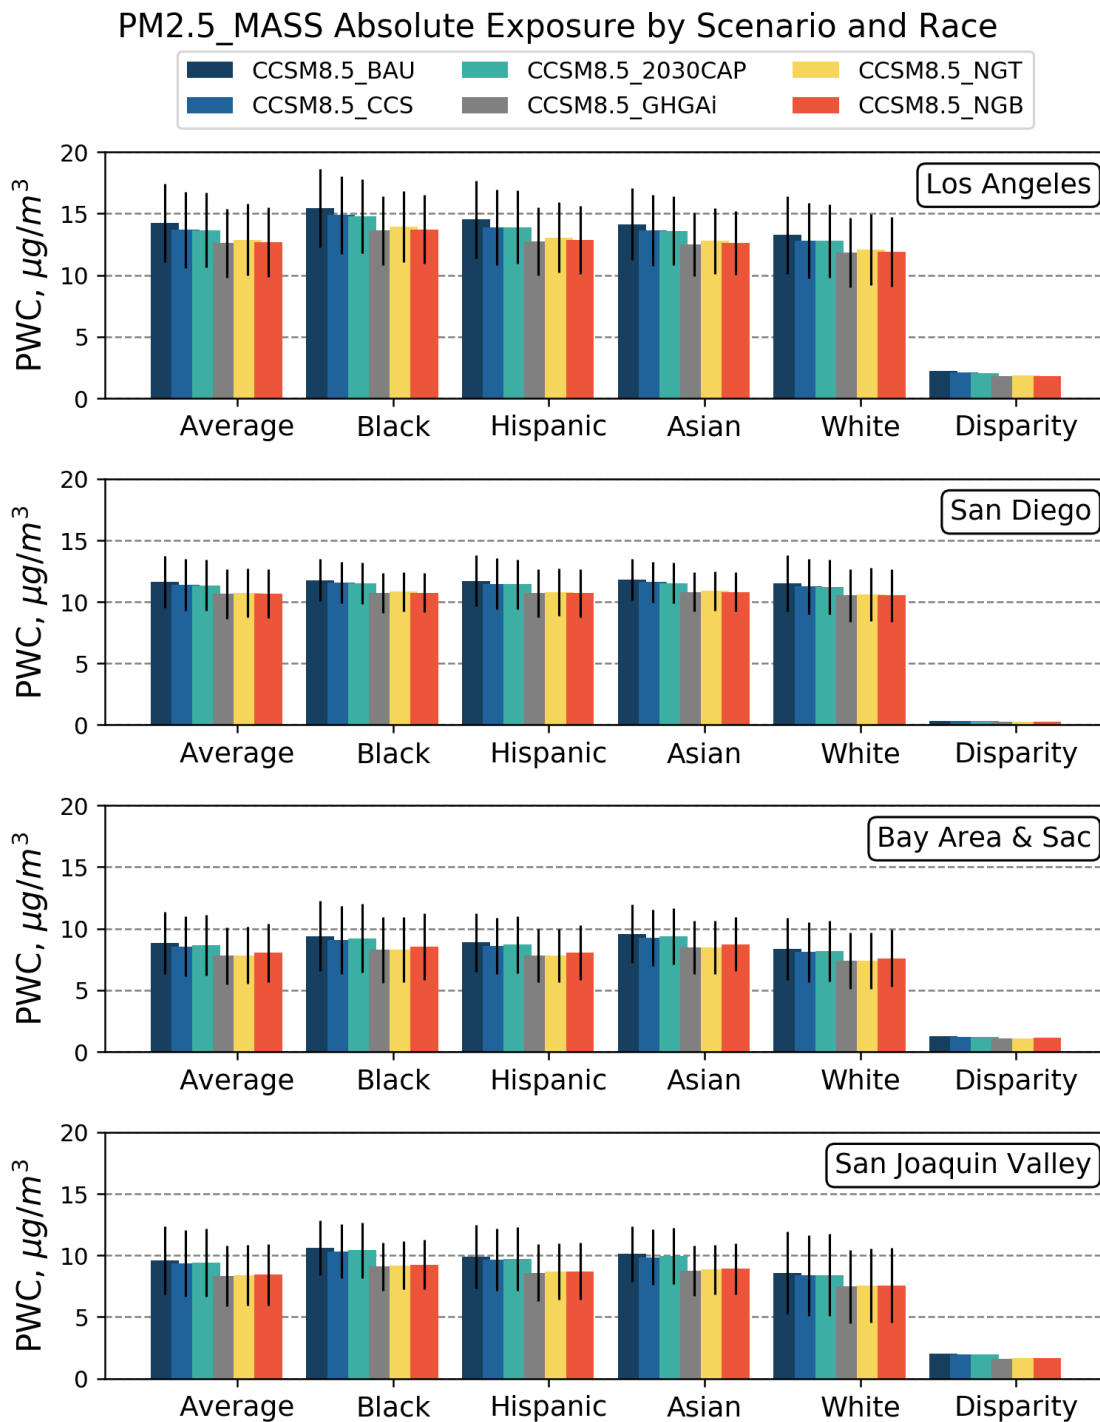 PM2.5_MASS Absolute Exposure by Scenario and Race
CCSM8.5_BAU CCSM8.5_2030CAP CCSM8.5_NGT
CCSM8.5_CCS CCSM8.5_GHGAi CCSM8.5_NGB
PWC, μg/m³
20
15
10
5
0
Los Angeles
Average Black Hispanic Asian White Disparity
PWC, μg/m³
20
15
10
5
0
San Diego
Average Black Hispanic Asian White Disparity
PWC, μg/m³
20
15
10
5
0
Bay Area & Sac
Average Black Hispanic Asian White Disparity
PWC, μg/m³
20
15
10
5
0
San Joaquin Valley
Average Black Hispanic Asian White Disparity